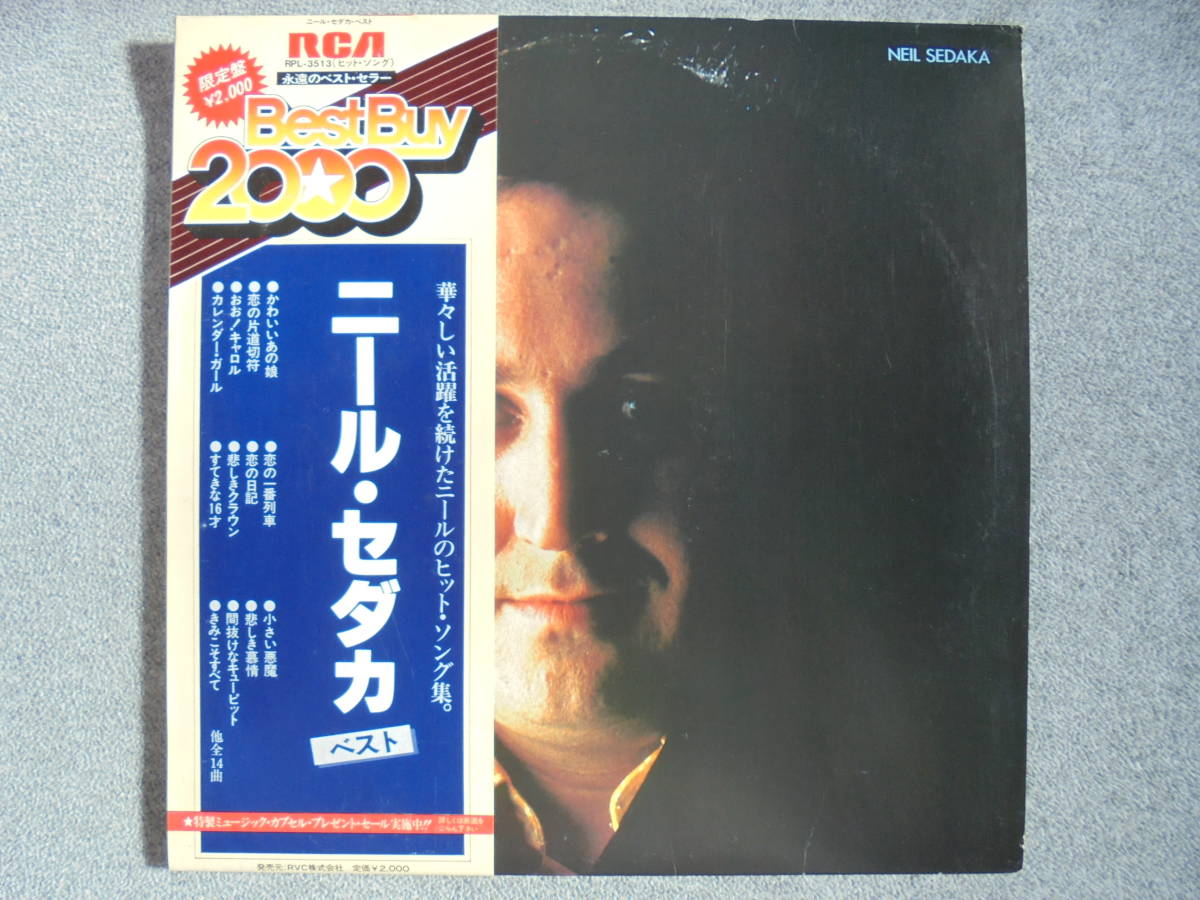 ニール・セダカ・ベスト
RCA
RPL-3513(ヒット・ソング)
永遠のベスト・セラー
限定盤
¥2,000
Best Buy
2000
NEIL SEDAKA
華々しい活躍を続けたニールのヒット・ソング集。
ニール・セダカ
ベスト
●かわいいあの娘
●恋の片道切符
●おお!キャロル
●カレンダー・ガール
●恋の一番列車
●恋の日記
●悲しきクラウン
●すてきな16才
●小さい悪魔
●悲しき慕情
●間抜けなキューピット
●きみこそすべて
他全14曲
★特製ミュージック・カプセル・プレゼント・セール実施中!!
発売元:RVC株式会社 定価¥2,000